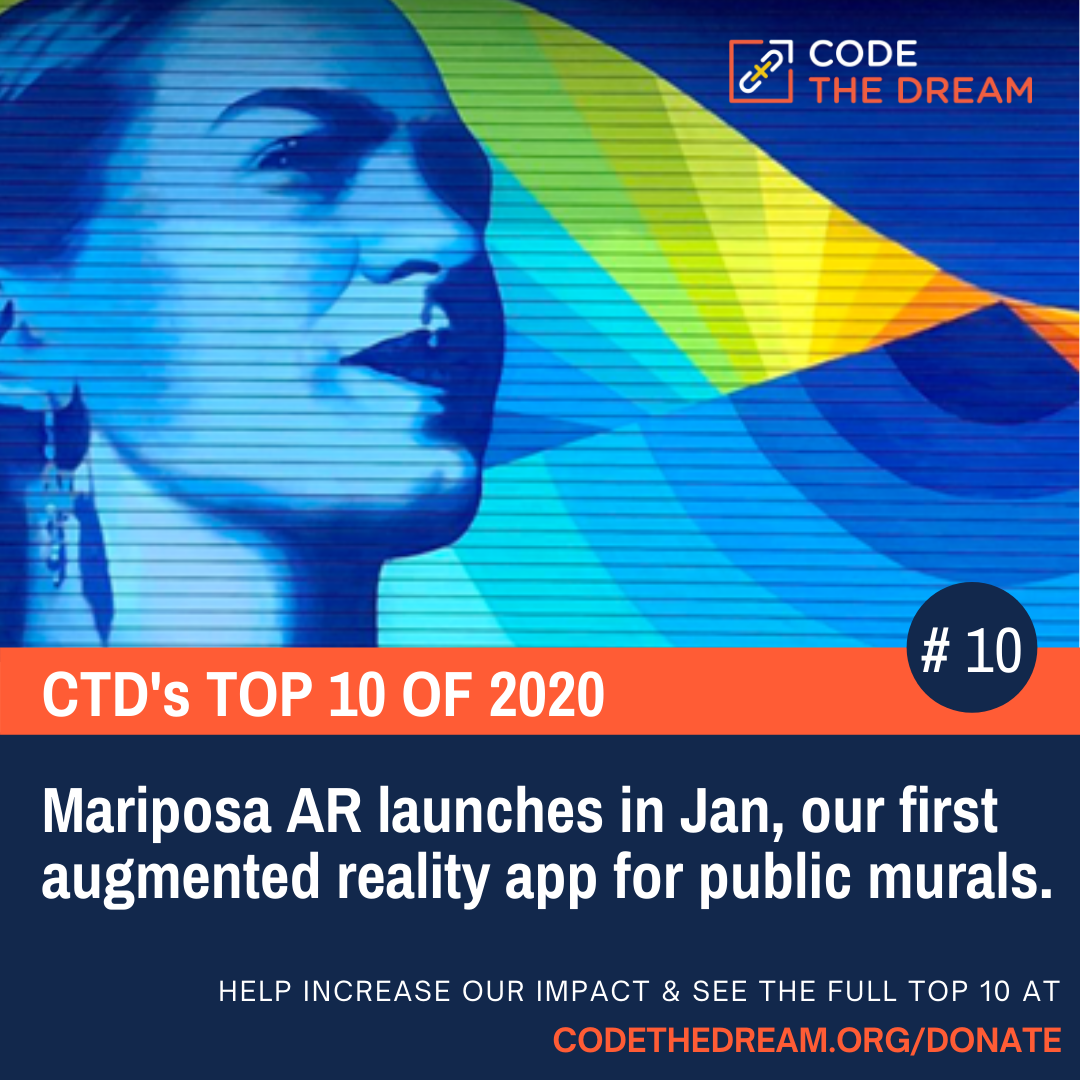 CODE
THE DREAM
# 10
CTD's TOP 10 OF 2020
Mariposa AR launches in Jan, our first
augmented reality app for public murals.
HELP INCREASE OUR IMPACT & SEE THE FULL TOP 10 AT
CODETHEDREAM.ORG/DONATE